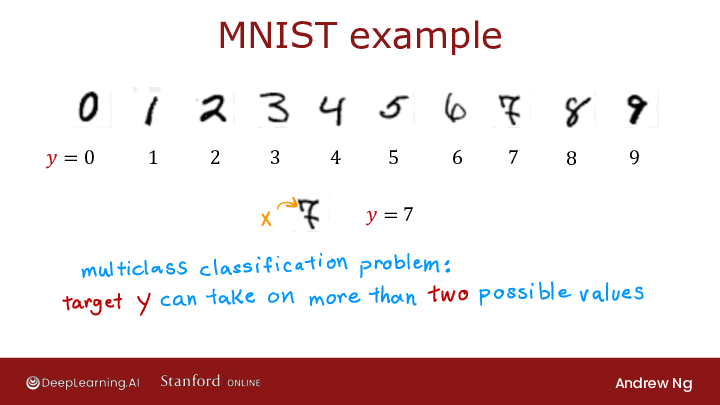 MNIST example
0 1 2 3 4 5 6 7 8 9
y = 0 1 2 3 4 5 6 7 8 9
x 7 y = 7
multiclass classification problem:
target y can take on more than two possible values
DeepLearning.AI Stanford ONLINE Andrew Ng